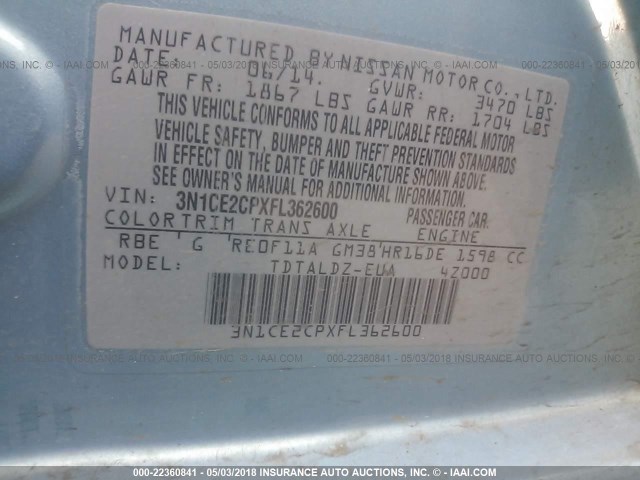 MANUFACTURED BY NISSAN MOTOR CO., LTD.
DATE: 06/14. GVWR: 3470 LBS
GAWR FR: 1867 LBS GAWR RR: 1704 LBS
THIS VEHICLE CONFORMS TO ALL APPLICABLE FEDERAL MOTOR
VEHICLE SAFETY, BUMPER AND THEFT PREVENTION STANDARDS
IN EFFECT ON THE DATE OF MANUFACTURE SHOWN ABOVE.
SEE OWNER'S MANUAL FOR ADDITIONAL INFORMATION.
VIN: 3N1CE2CPXFL362600 PASSENGER CAR.
COLOR TRIM TRANS AXLE ENGINE
RBE ' G 'RE0F11A GM38'HR16DE 1598 CC
MODEL: TDTALDZ-EUA 4Z000
3N1CE2CPXFL362600
000-22360841 - 05/03/2018 INSURANCE AUTO AUCTIONS - IAAI.COM